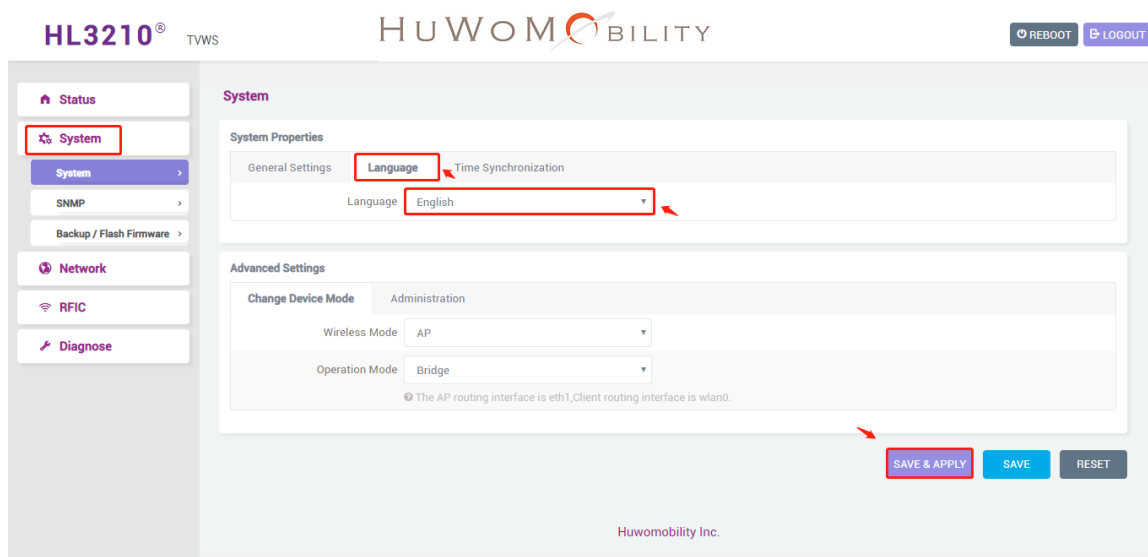 HL3210® TVWS HUWOMOBILITY REBOOT LOGOUT
Status
System
System
SNMP
Backup / Flash Firmware
Network
RFIC
Diagnose
System
System Properties
General Settings Language Time Synchronization
Language English
Advanced Settings
Change Device Mode Administration
Wireless Mode AP
Operation Mode Bridge
The AP routing interface is eth1,Client routing interface is wlan0.
SAVE & APPLY SAVE RESET
Huwomobility Inc.